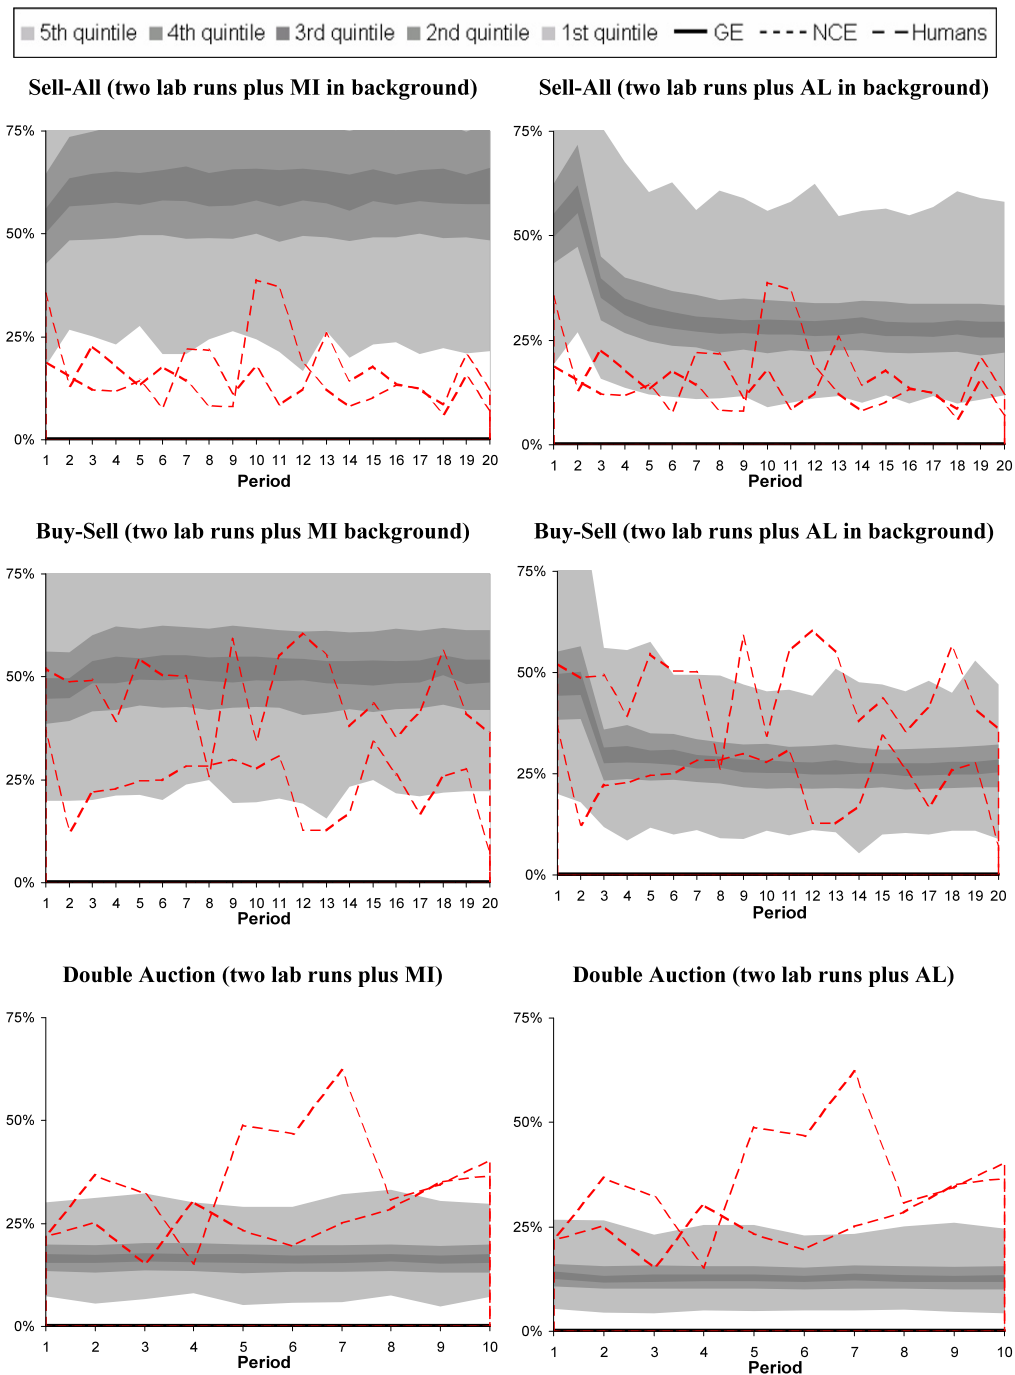 5th quintile 4th quintile 3rd quintile 2nd quintile 1st quintile GE NCE Humans
Sell-All (two lab runs plus MI in background)
75%
50%
25%
0%
1 2 3 4 5 6 7 8 9 10 11 12 13 14 15 16 17 18 19 20
Period
Sell-All (two lab runs plus AL in background)
75%
50%
25%
0%
1 2 3 4 5 6 7 8 9 10 11 12 13 14 15 16 17 18 19 20
Period
Buy-Sell (two lab runs plus MI background)
75%
50%
25%
0%
1 2 3 4 5 6 7 8 9 10 11 12 13 14 15 16 17 18 19 20
Period
Buy-Sell (two lab runs plus AL in background)
75%
50%
25%
0%
1 2 3 4 5 6 7 8 9 10 11 12 13 14 15 16 17 18 19 20
Period
Double Auction (two lab runs plus MI)
75%
50%
25%
0%
1 2 3 4 5 6 7 8 9 10
Period
Double Auction (two lab runs plus AL)
75%
50%
25%
0%
1 2 3 4 5 6 7 8 9 10
Period